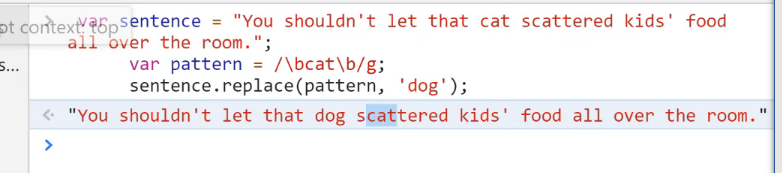 ot context: top
var sentence = "You shouldn't let that cat scattered kids' food
all over the room.";
s...
var pattern = /\bcat\b/g;
sentence.replace(pattern, 'dog');
"You shouldn't let that dog scattered kids' food all over the room."